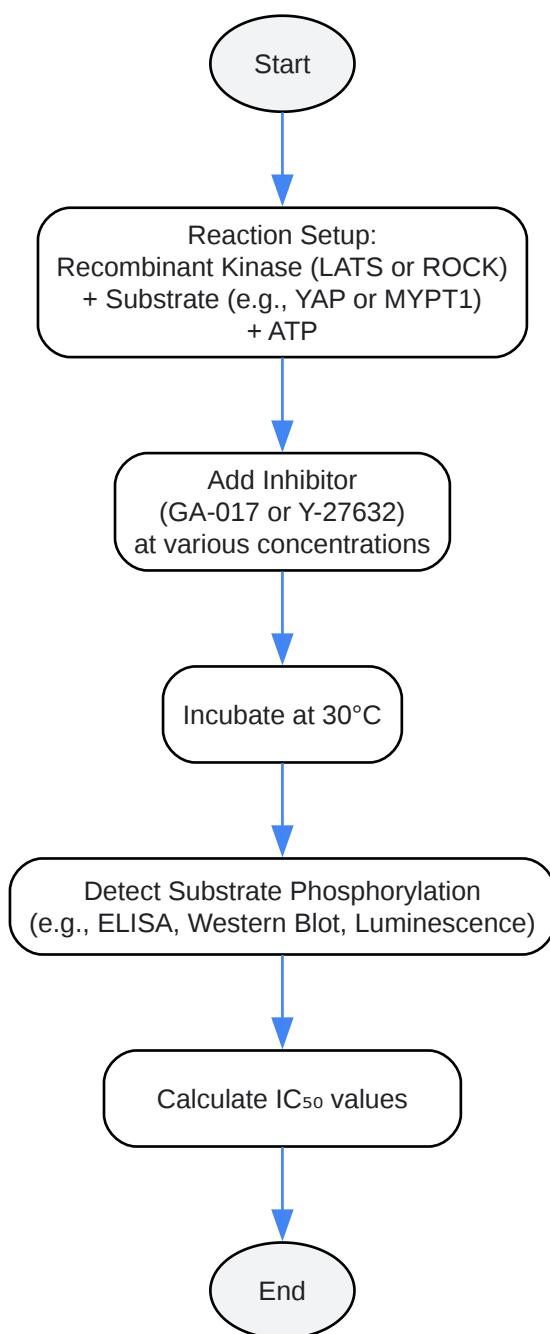 Start
Reaction Setup:
Recombinant Kinase (LATS or ROCK)
+ Substrate (e.g., YAP or MYPT1)
+ ATP
Add Inhibitor
(GA-017 or Y-27632)
at various concentrations
Incubate at 30°C
Detect Substrate Phosphorylation
(e.g., ELISA, Western Blot, Luminescence)
Calculate IC₅₀ values
End